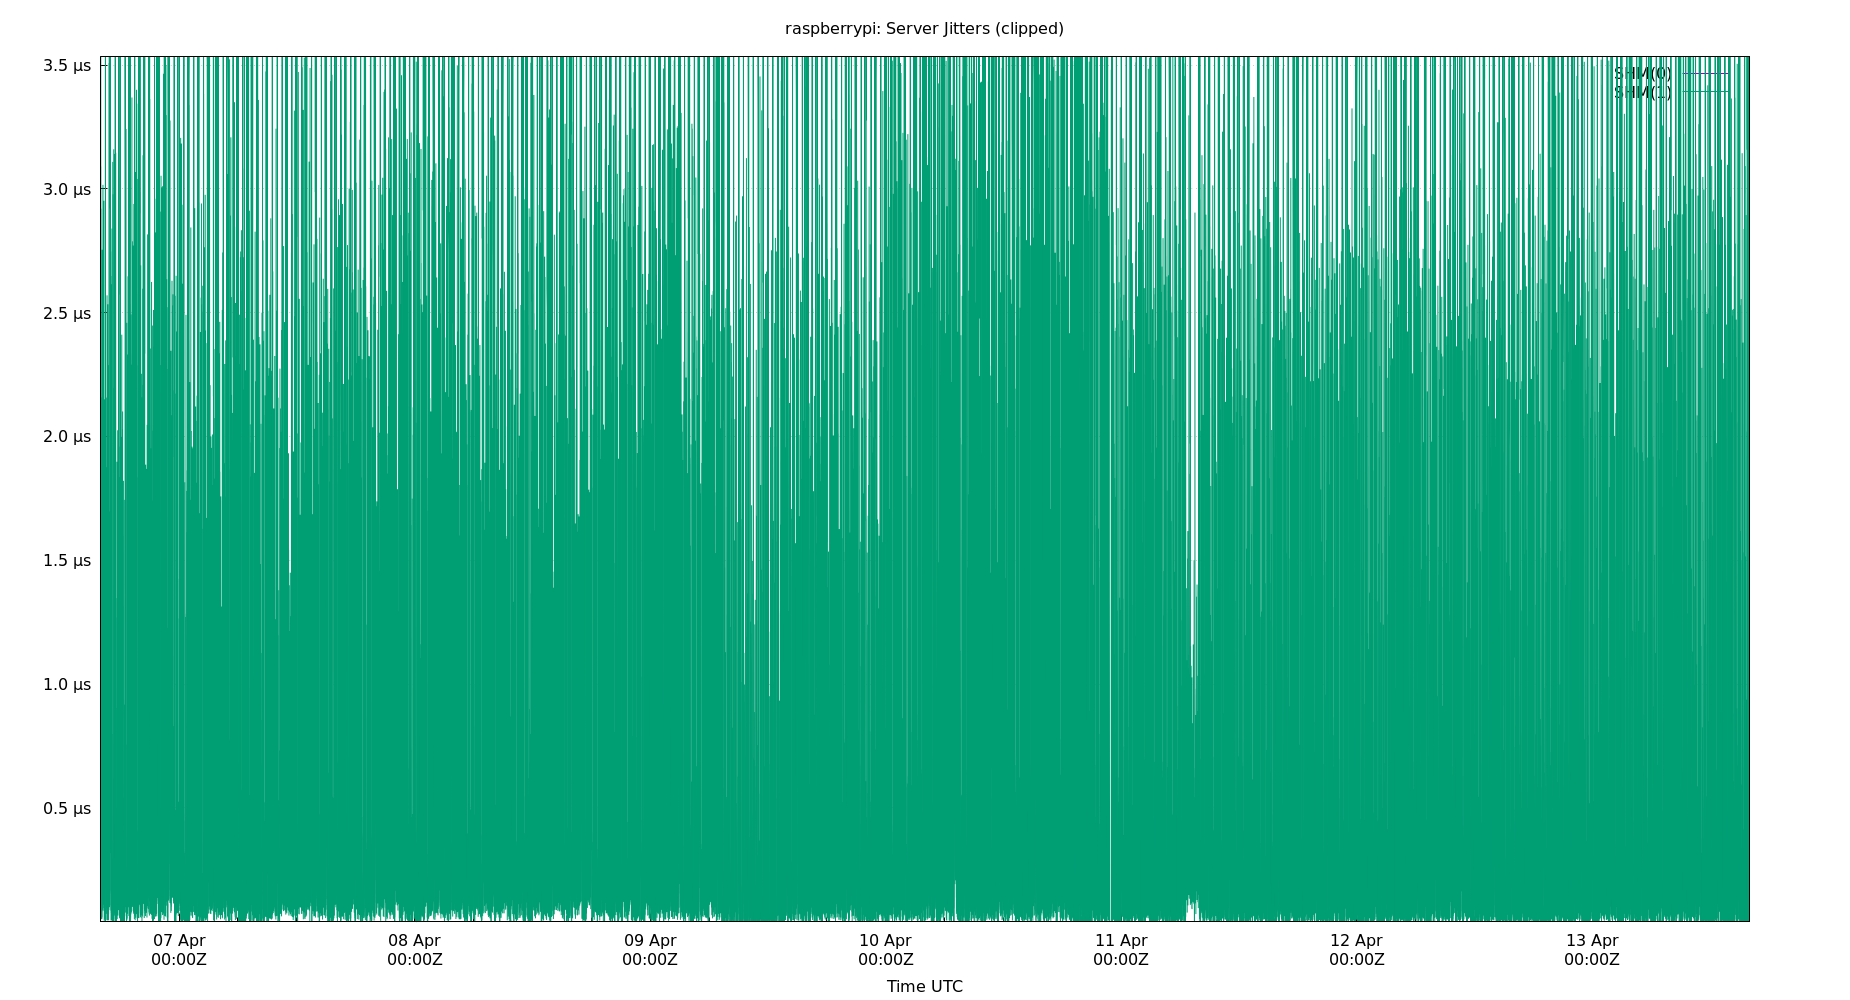 raspberrypi: Server Jitters (clipped)
3.5 µs
3.0 µs
2.5 µs
2.0 µs
1.5 µs
1.0 µs
0.5 µs
SHM(0)
SHM(1)
07 Apr
00:00Z
08 Apr
00:00Z
09 Apr
00:00Z
10 Apr
00:00Z
11 Apr
00:00Z
12 Apr
00:00Z
13 Apr
00:00Z
Time UTC